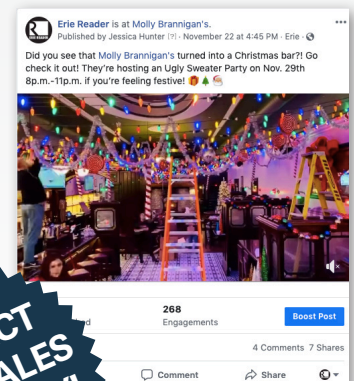 Erie Reader is at Molly Brannigan's.
Published by Jessica Hunter [?] · November 22 at 4:45 PM · Erie ·
Did you see that Molly Brannigan's turned into a Christmas bar?! Go
check it out! They're hosting an Ugly Sweater Party on Nov. 29th
8p.m.-11p.m. if you're feeling festive! 🎁🎄🎅
268
Engagements
Boost Post
4 Comments 7 Shares
Comment
Share